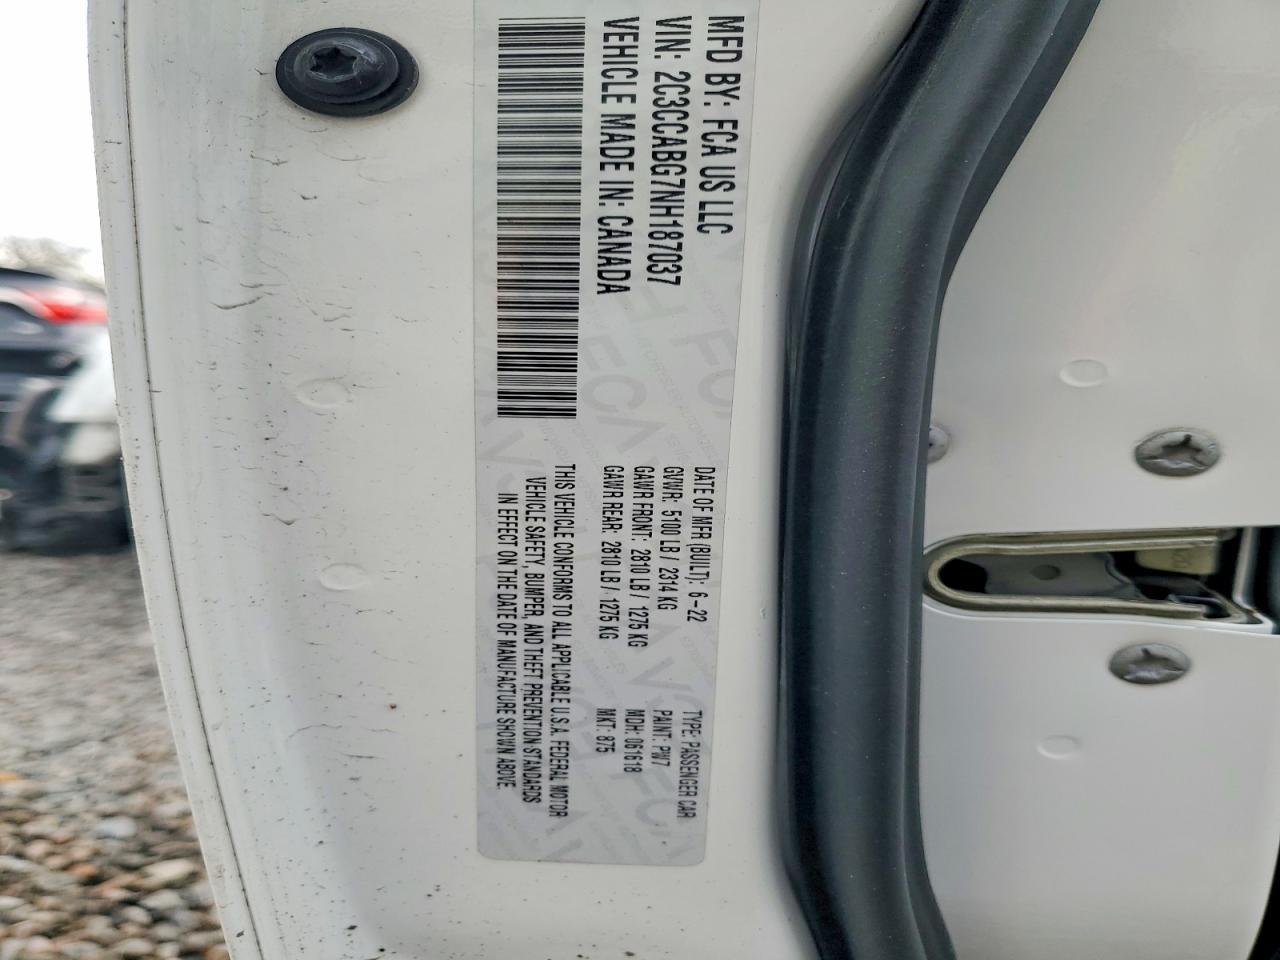 MFD BY: FCA US LLC
VIN: 2C3CCABG7NH187037
VEHICLE MADE IN: CANADA
DATE OF MFR (BUILT): 6-22
GVWR: 5100 LB / 2314 KG
GAWR FRONT: 2810 LB / 1275 KG
GAWR REAR: 2810 LB / 1275 KG
TYPE: PASSENGER CAR
PAINT: PW7
MDH: 061618
MKT: 875
THIS VEHICLE CONFORMS TO ALL APPLICABLE U.S.A. FEDERAL MOTOR
VEHICLE SAFETY, BUMPER, AND THEFT PREVENTION STANDARDS
IN EFFECT ON THE DATE OF MANUFACTURE SHOWN ABOVE.